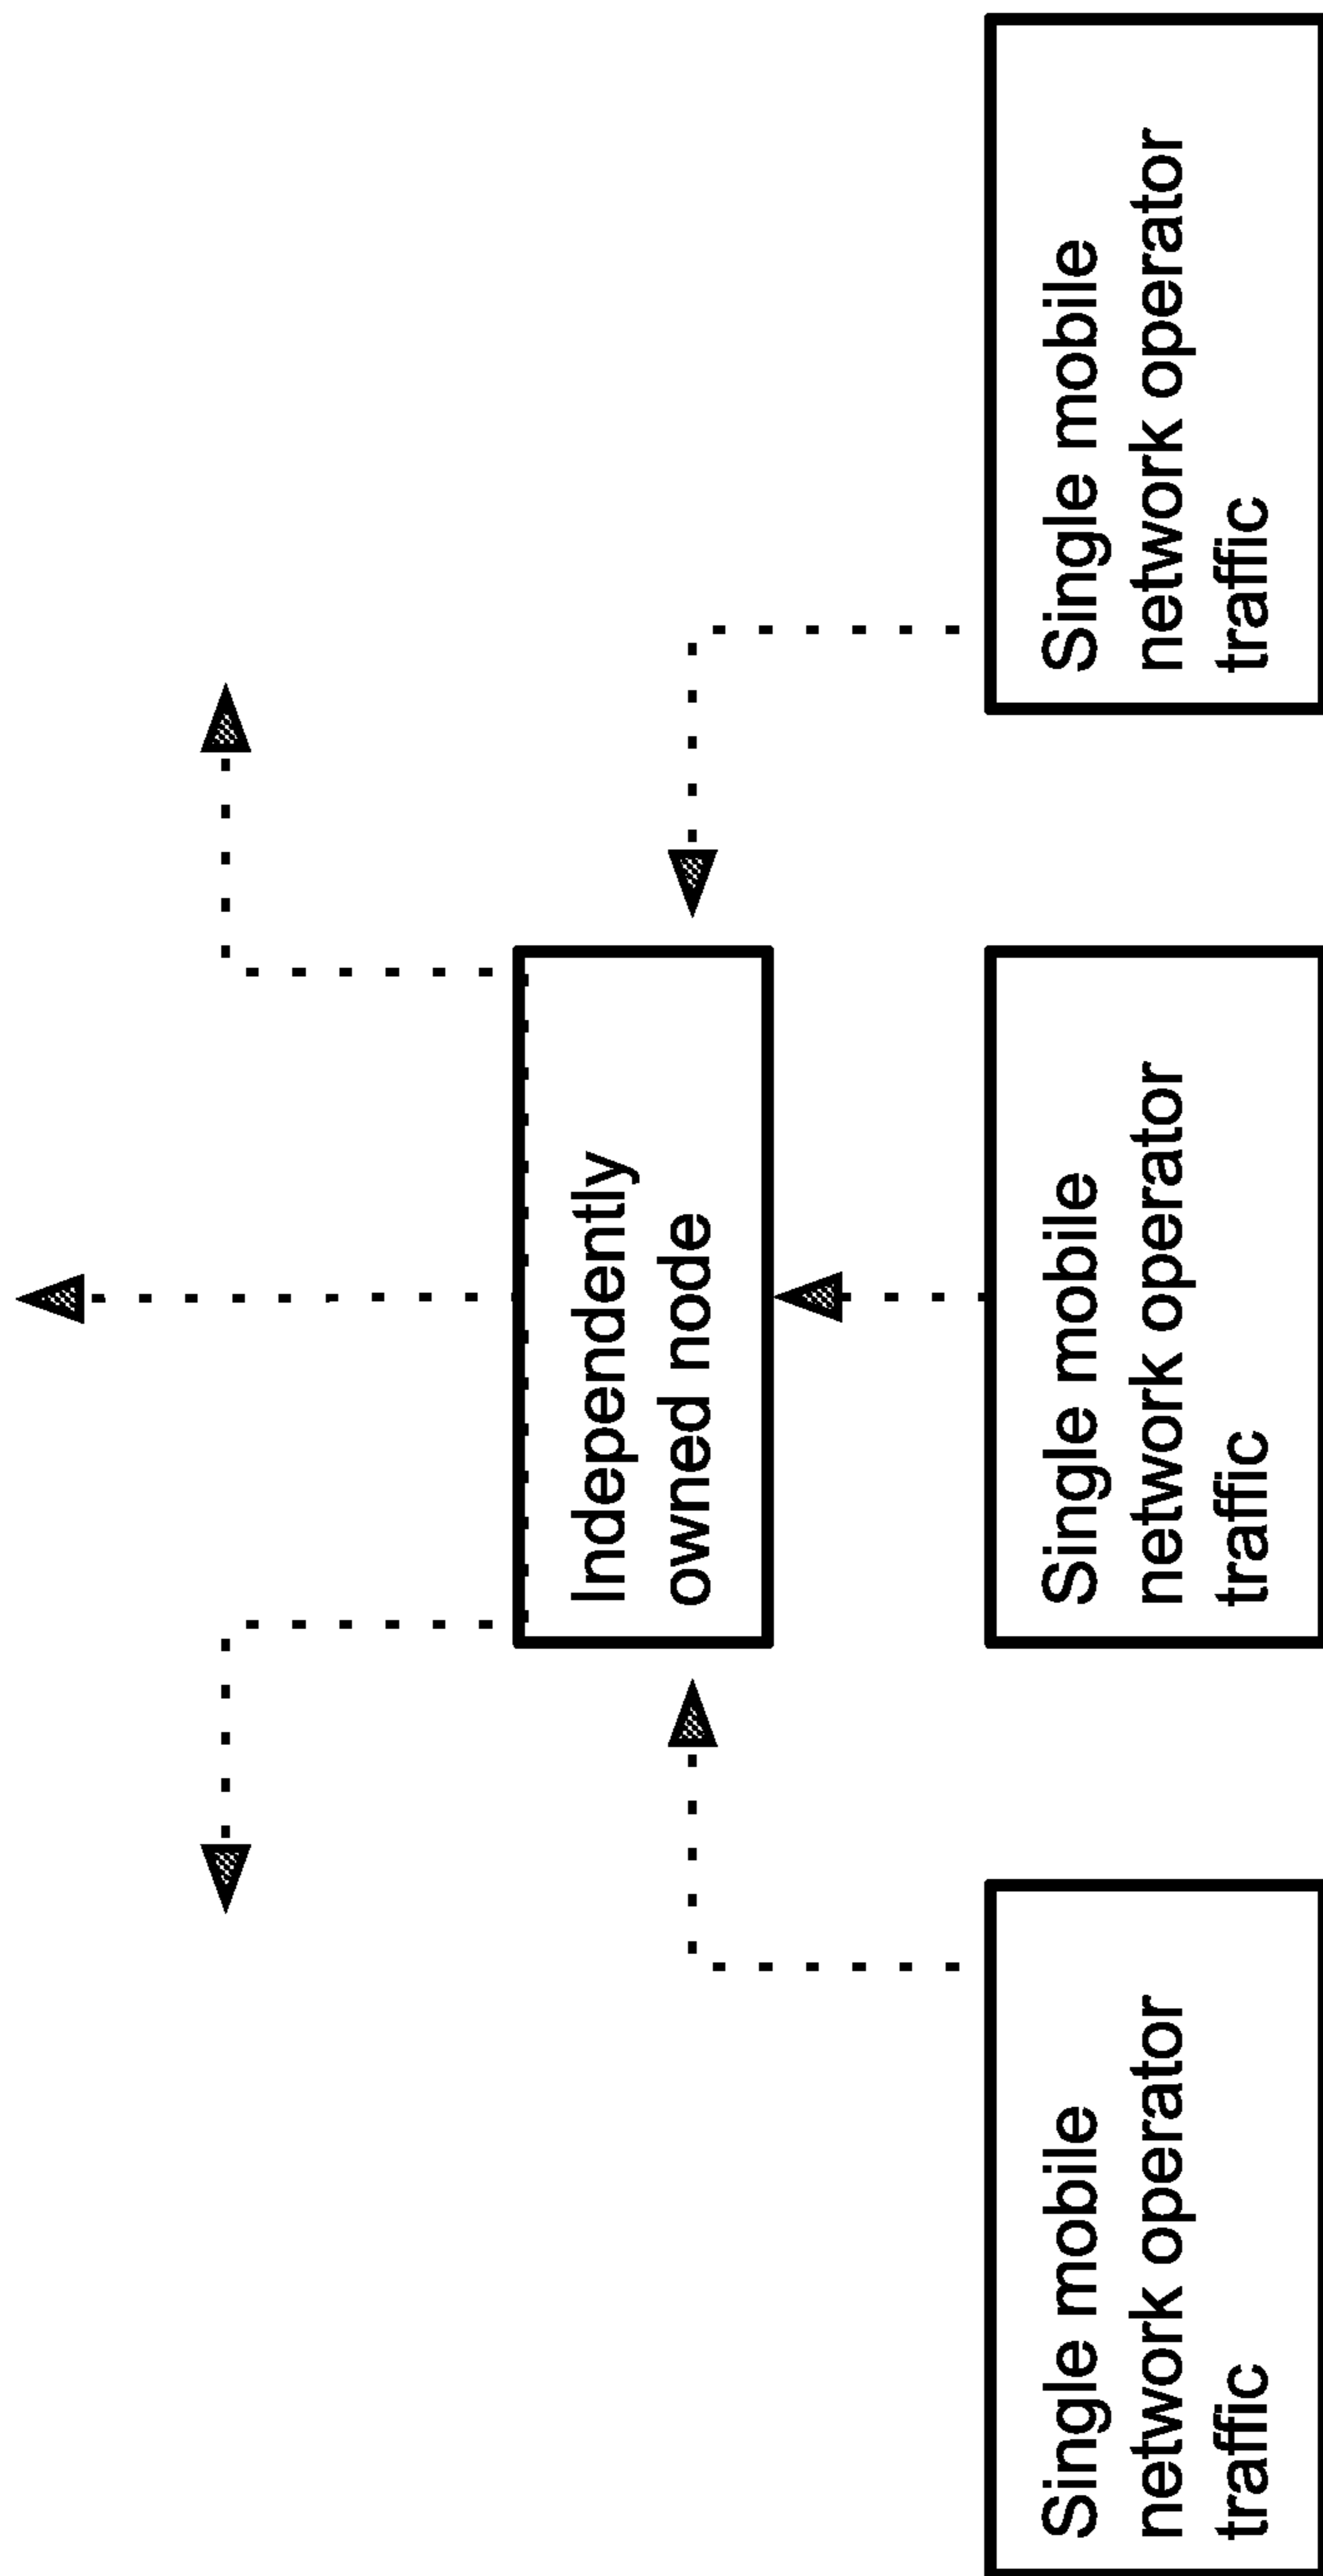 Independently
owned node
Single mobile
network operator
traffic
Single mobile
network operator
traffic
Single mobile
network operator
traffic